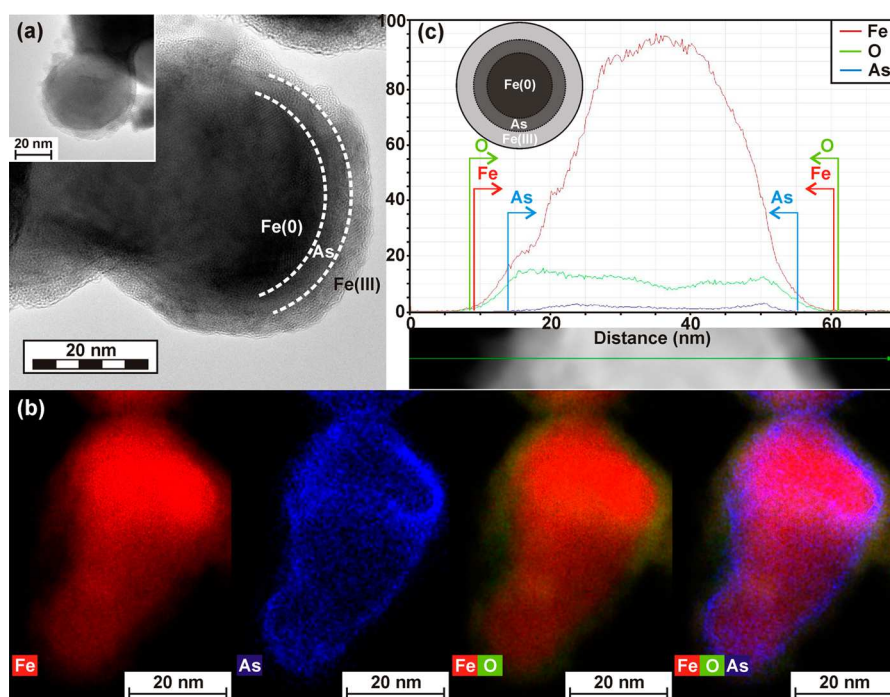 (a)
20 nm
Fe(0)
As
Fe(III)
20 nm
(c)
100
80
60
40
20
0
Fe(0)
As
Fe(III)
Fe
O
As
O
Fe
As
O
Fe
As
0
20
40
60
Distance (nm)
(b)
Fe
20 nm
As
20 nm
Fe O
20 nm
Fe O As
20 nm